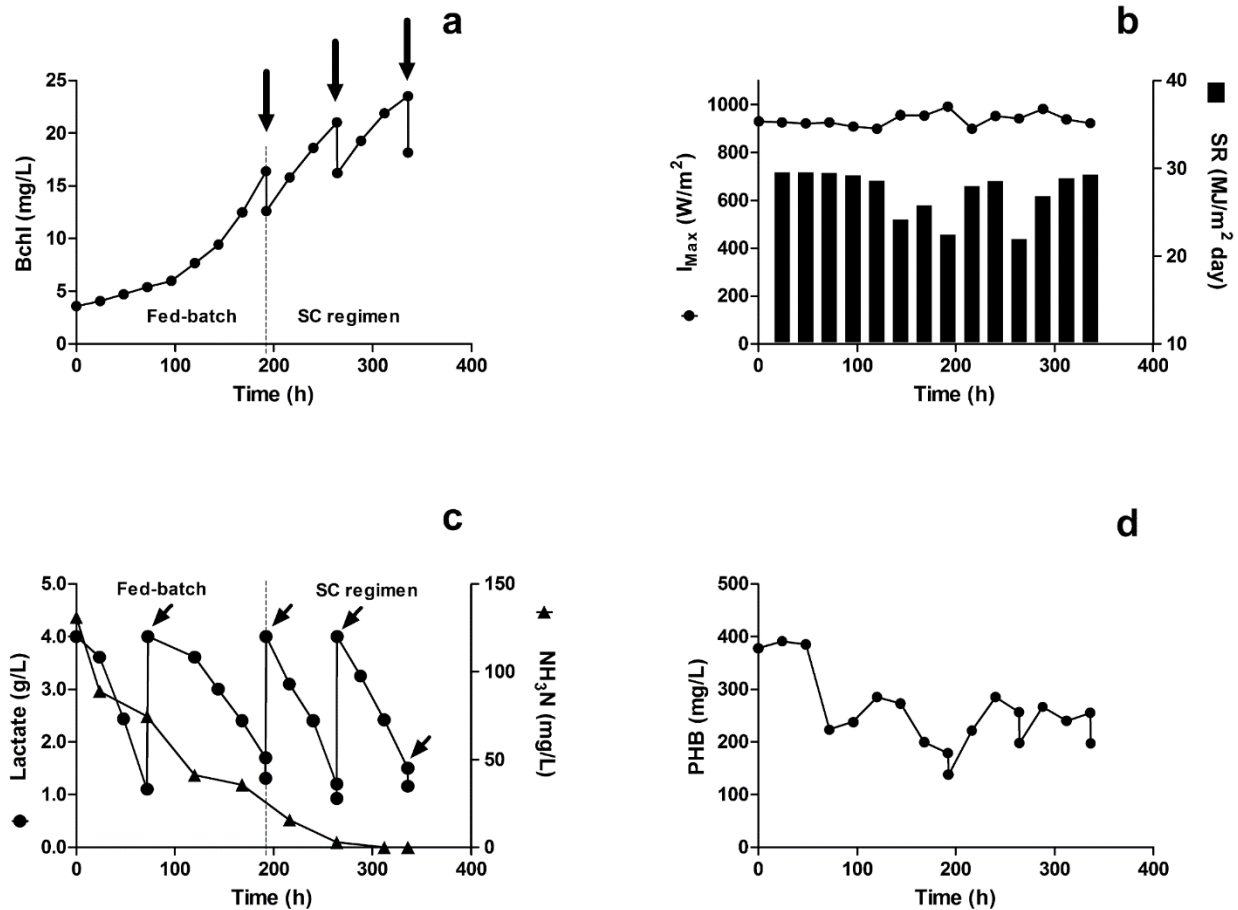 a
25
20
15
10
5
0
Bchl (mg/L)
Fed-batch
SC regimen
0 100 200 300 400
Time (h)
b
1000
800
600
400
200
0
I_Max (W/m²)
40
30
20
10
SR (MJ/m² day)
0 100 200 300 400
Time (h)
c
5.0
4.0
3.0
2.0
1.0
0.0
Lactate (g/L)
Fed-batch
SC regimen
150
100
50
0
NH₃N (mg/L)
0 100 200 300 400
Time (h)
d
500
400
300
200
100
0
PHB (mg/L)
0 100 200 300 400
Time (h)